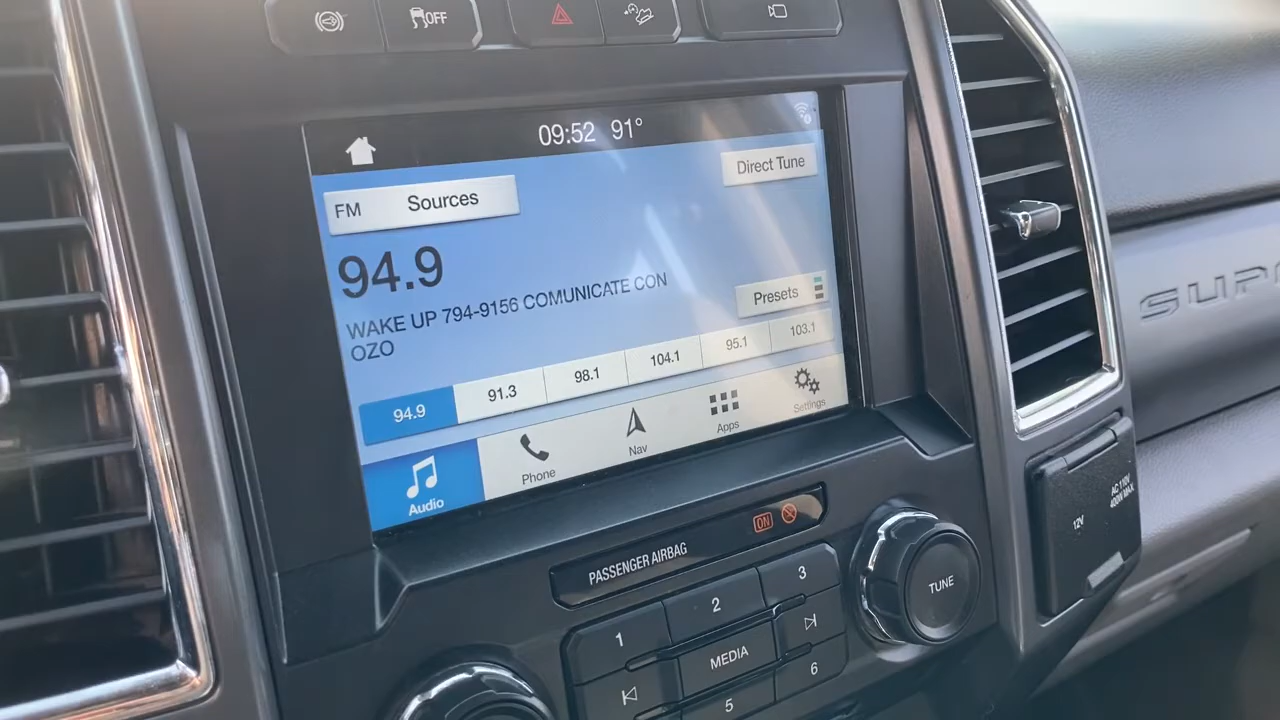 OFF
09:52 91°
Direct Tune
FM Sources
94.9
WAKE UP 794-9156 COMUNICATE CON
OZO
Presets
94.9 91.3 98.1 104.1 95.1 103.1
Audio Phone Nav Apps Settings
PASSENGER AIRBAG ON
1 2 3
MEDIA
5 6
TUNE
12V
AC 110V
400W MAX